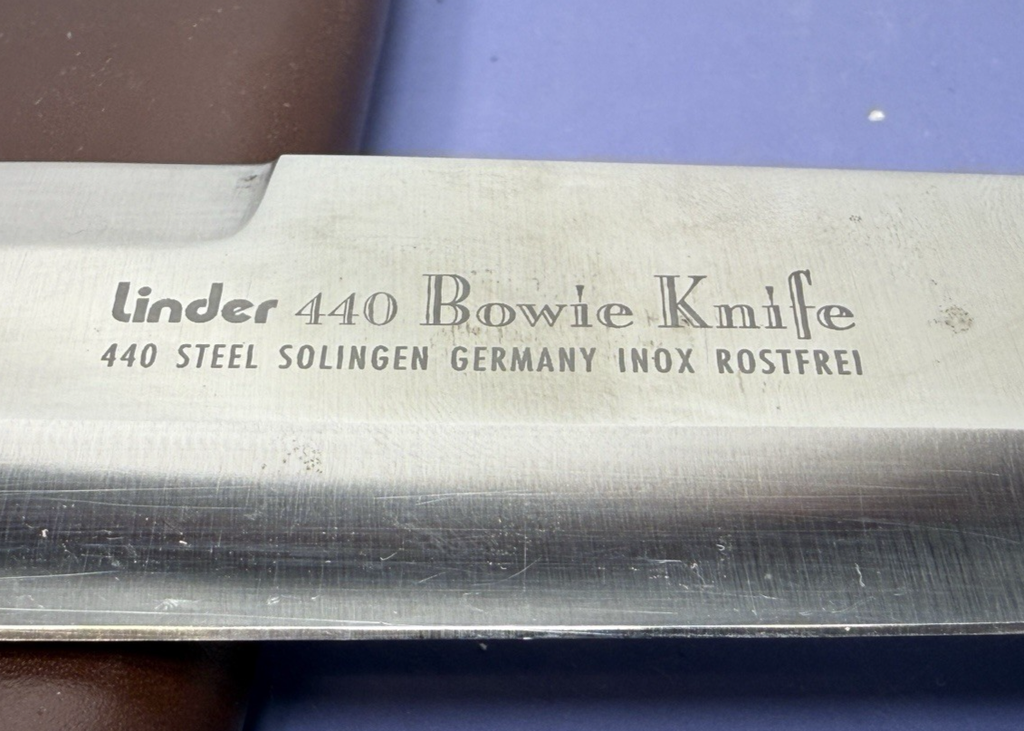 Linder 440 Bowie Knife
440 STEEL SOLINGEN GERMANY INOX ROSTFREI